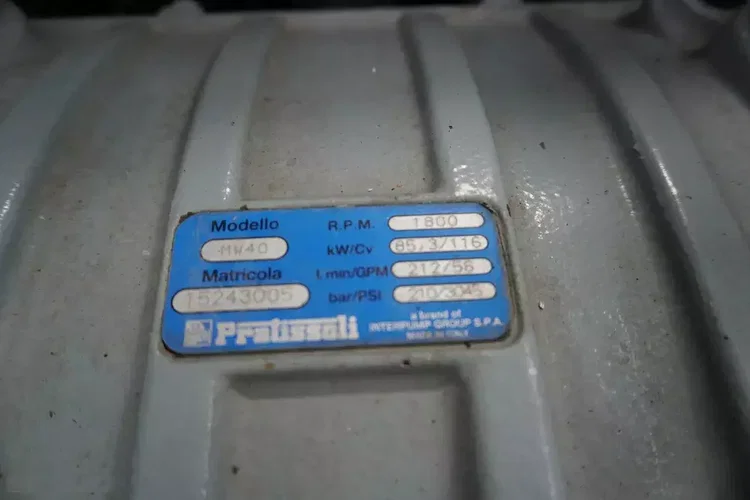 Modello
MW40
Matricola
15243005
R.P.M. 1800
kW/Cv 85,3/116
l.min/GPM 212/56
bar/PSI 210/3045
Pratissoli
a brand of
INTERPUMP GROUP S.P.A.
MADE IN ITALY